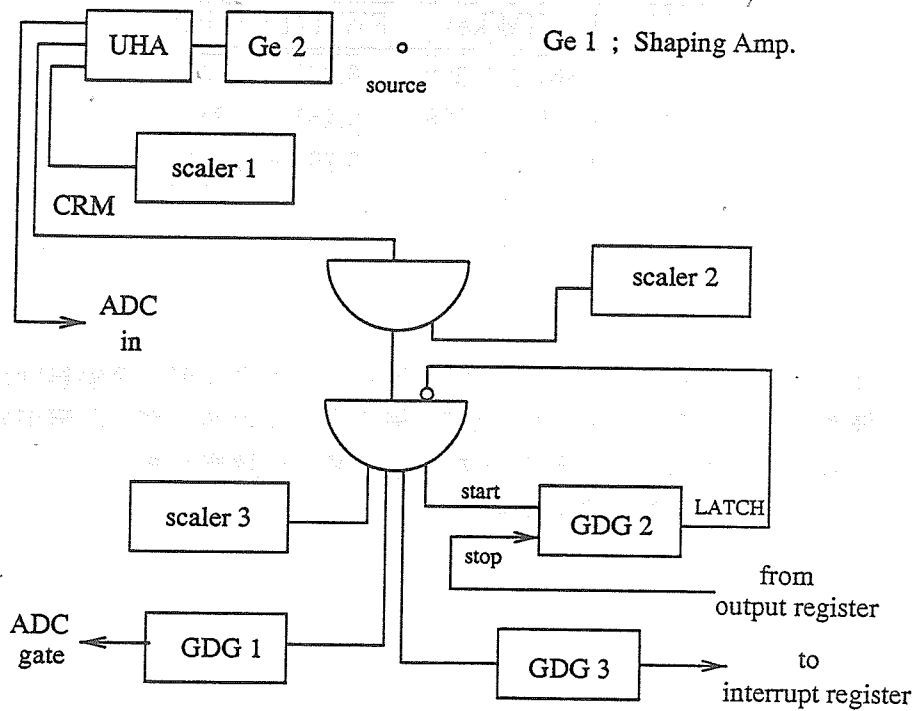 UHA
Ge 2
source
Ge 1 ; Shaping Amp.
scaler 1
CRM
scaler 2
ADC
in
start
scaler 3
GDG 2
LATCH
stop
from
output register
ADC
gate
GDG 1
GDG 3
to
interrupt register